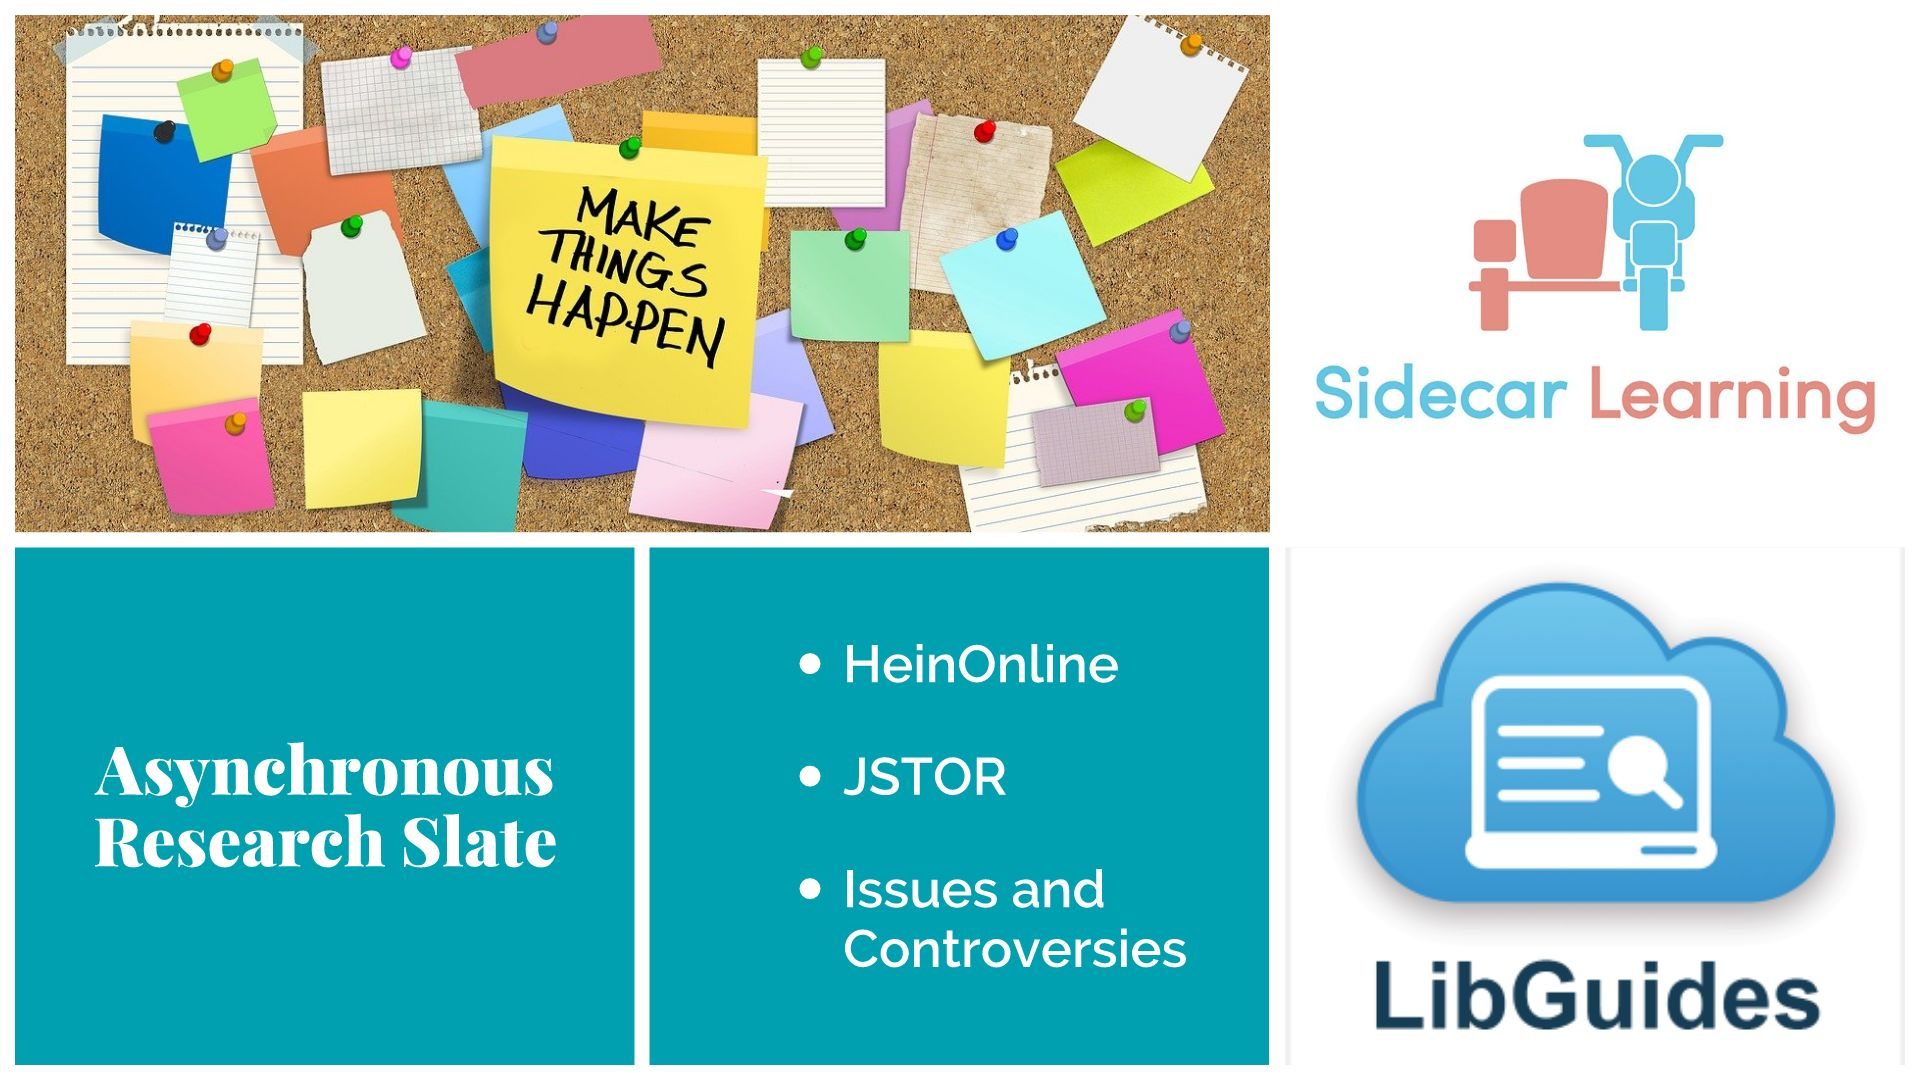 MAKE
THINGS
HAPPEN
Sidecar Learning
Asynchronous
Research Slate
• HeinOnline
• JSTOR
• Issues and
Controversies
LibGuides